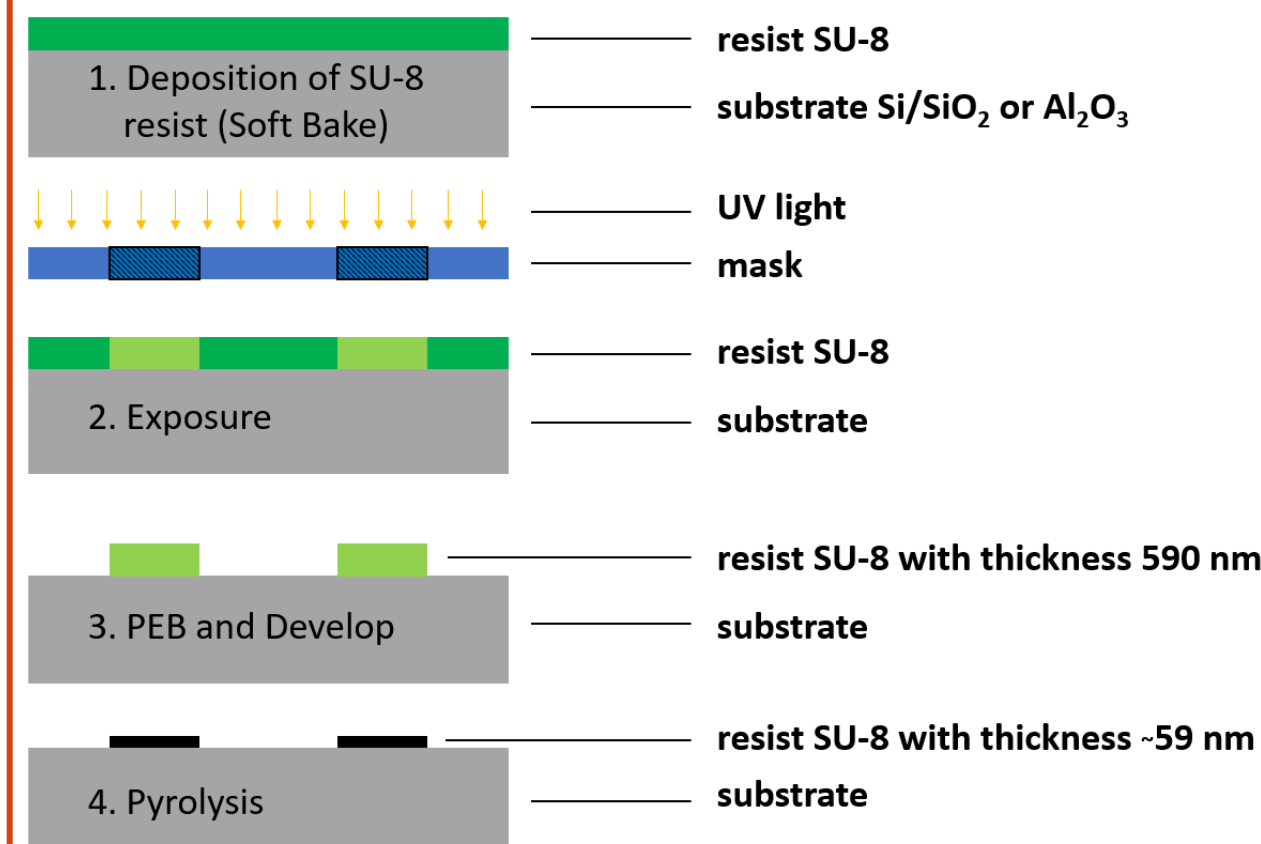 resist SU-8
1. Deposition of SU-8
resist (Soft Bake)
substrate Si/SiO₂ or Al₂O₃
UV light
mask
resist SU-8
2. Exposure
substrate
resist SU-8 with thickness 590 nm
3. PEB and Develop
substrate
resist SU-8 with thickness ~59 nm
4. Pyrolysis
substrate